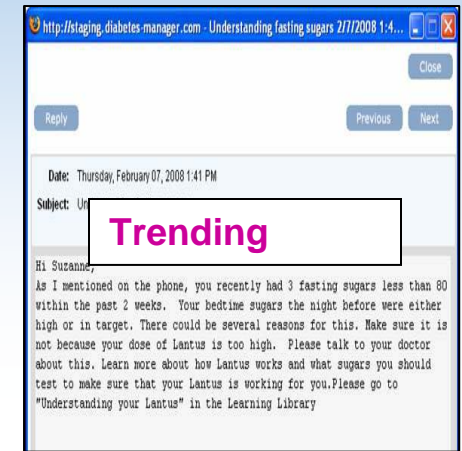 http://staging.diabetes-manager.com - Understanding fasting sugars 2/7/2008 1:4...
Close
Reply Previous Next
Date: Thursday, February 07, 2008 1:41 PM
Subject: Un
Trending
Hi Suzanne,
As I mentioned on the phone, you recently had 3 fasting sugars less than 80
within the past 2 weeks. Your bedtime sugars the night before were either
high or in target. There could be several reasons for this. Make sure it is
not because your dose of Lantus is too high. Please talk to your doctor
about this. Learn more about how Lantus works and what sugars you should
test to make sure that your Lantus is working for you.Please go to
"Understanding your Lantus" in the Learning Library